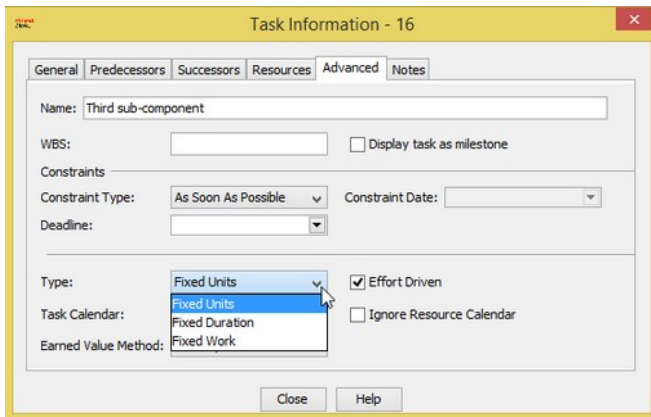 Task Information - 16
General Predecessors Successors Resources Advanced Notes
Name: Third sub-component
WBS: Display task as milestone
Constraints
Constraint Type: As Soon As Possible Constraint Date:
Deadline:
Type: Fixed Units Effort Driven
Fixed Units
Task Calendar: Ignore Resource Calendar
Fixed Duration
Earned Value Method: Fixed Work
Close Help